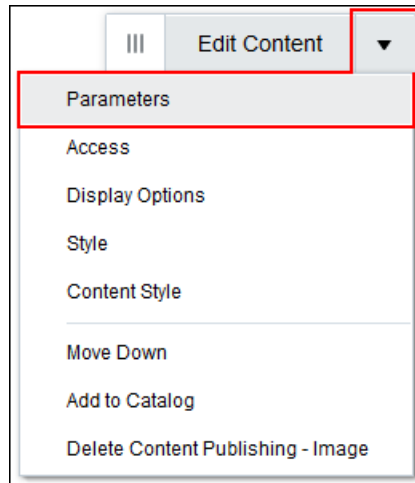 Edit Content
Parameters
Access
Display Options
Style
Content Style
Move Down
Add to Catalog
Delete Content Publishing - Image